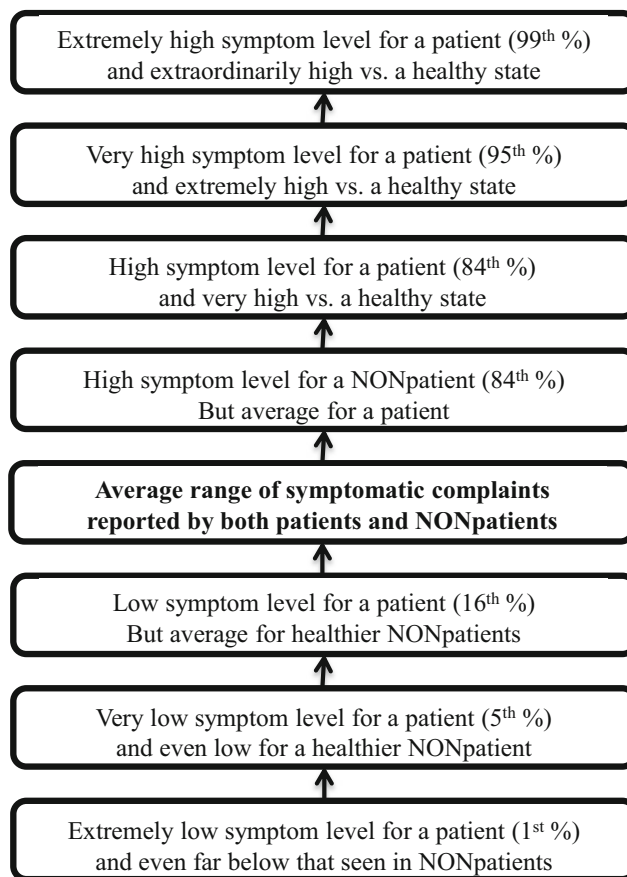 Extremely high symptom level for a patient (99th %)
and extraordinarily high vs. a healthy state
Very high symptom level for a patient (95th %)
and extremely high vs. a healthy state
High symptom level for a patient (84th %)
and very high vs. a healthy state
High symptom level for a NONpatient (84th %)
But average for a patient
Average range of symptomatic complaints
reported by both patients and NONpatients
Low symptom level for a patient (16th %)
But average for healthier NONpatients
Very low symptom level for a patient (5th %)
and even low for a healthier NONpatient
Extremely low symptom level for a patient (1st %)
and even far below that seen in NONpatients